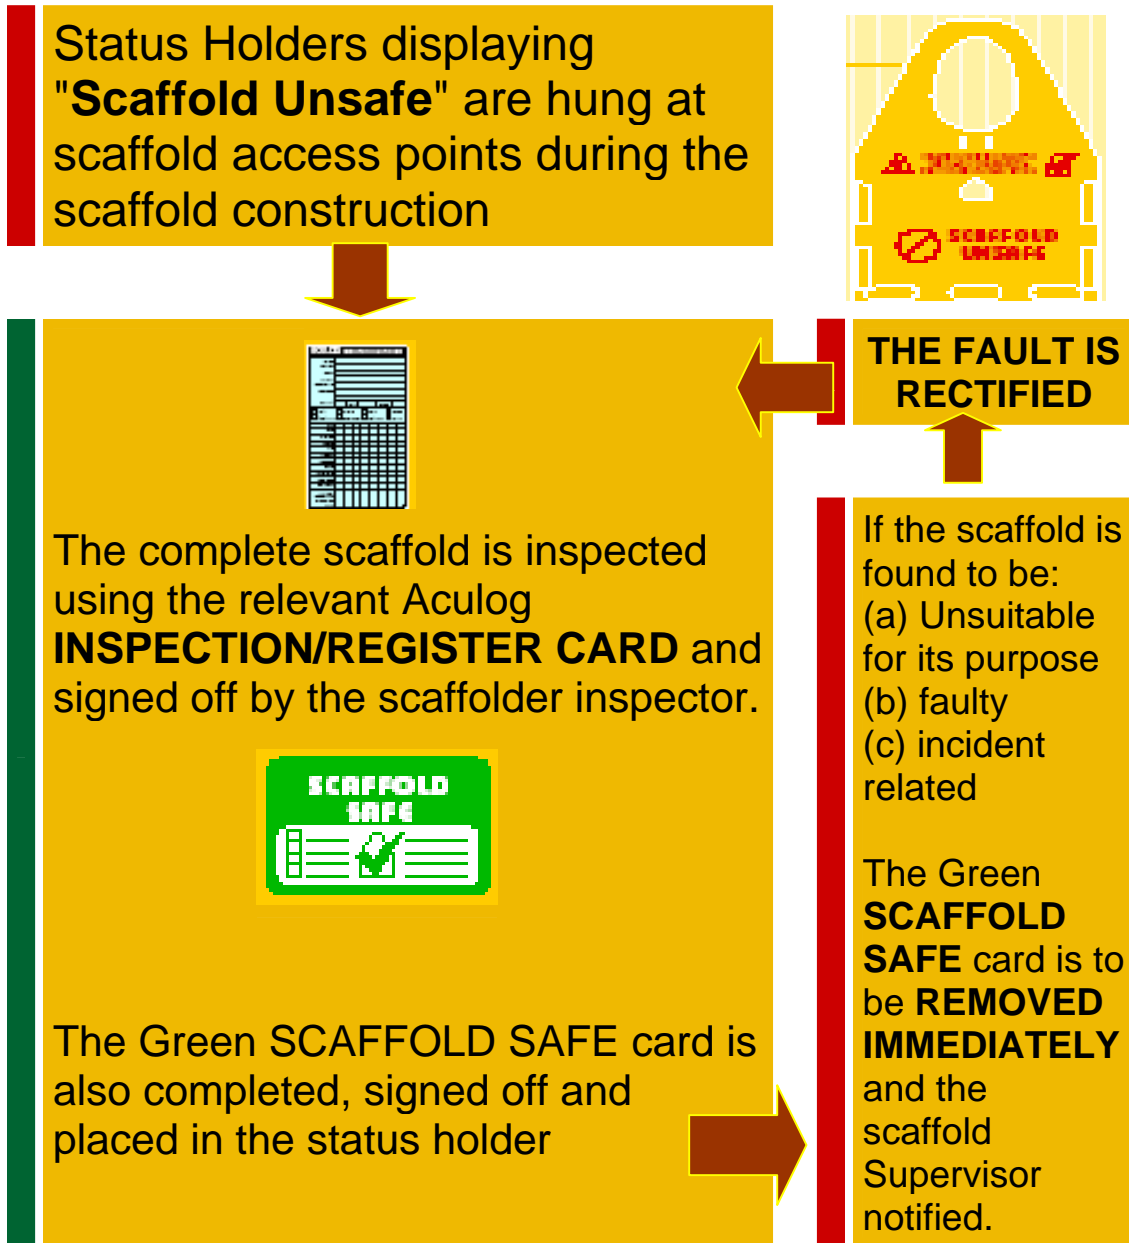 Status Holders displaying
"Scaffold Unsafe" are hung at
scaffold access points during the
scaffold construction
SCAFFOLD
UNSAFE
THE FAULT IS
RECTIFIED
The complete scaffold is inspected
using the relevant Aculog
INSPECTION/REGISTER CARD and
signed off by the scaffolder inspector.
SCAFFOLD
SAFE
The Green SCAFFOLD SAFE card is
also completed, signed off and
placed in the status holder
If the scaffold is
found to be:
(a) Unsuitable
for its purpose
(b) faulty
(c) incident
related
The Green
SCAFFOLD
SAFE card is to
be REMOVED
IMMEDIATELY
and the
scaffold
Supervisor
notified.